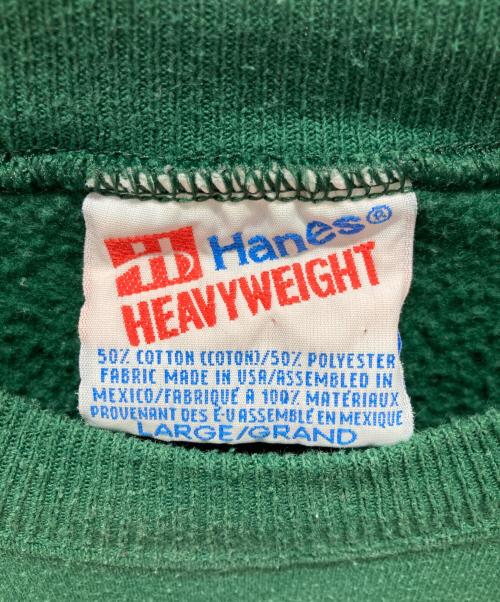 Hanes®
HEAVYWEIGHT
50% COTTON (COTON)/50% POLYESTER
FABRIC MADE IN USA/ASSEMBLED IN
MEXICO/FABRIQUÉ A 100% MATÉRIAUX
PROVENANT DES É-U ASSEMBLÉ EN MEXIQUE
LARGE/GRAND